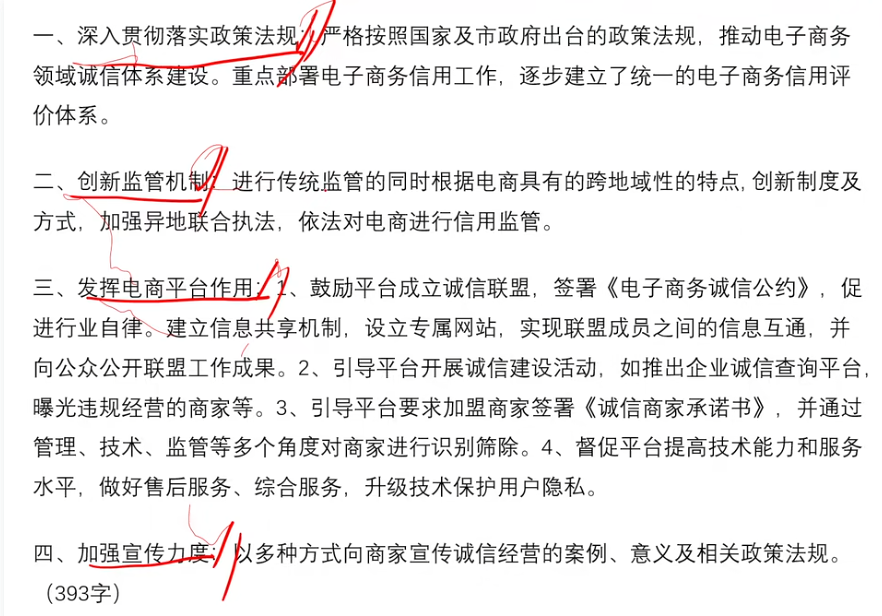 一、深入贯彻落实政策法规：严格按照国家及市政府出台的政策法规，推动电子商务
领域诚信体系建设。重点部署电子商务信用工作，逐步建立了统一的电子商务信用评
价体系。
二、创新监管机制：进行传统监管的同时根据电商具有的跨地域性的特点,创新制度及
方式，加强异地联合执法，依法对电商进行信用监管。
三、发挥电商平台作用：1、鼓励平台成立诚信联盟，签署《电子商务诚信公约》，促
进行业自律。建立信息共享机制，设立专属网站，实现联盟成员之间的信息互通，并
向公众公开联盟工作成果。2、引导平台开展诚信建设活动，如推出企业诚信查询平台，
曝光违规经营的商家等。3、引导平台要求加盟商家签署《诚信商家承诺书》，并通过
管理、技术、监管等多个角度对商家进行识别筛除。4、督促平台提高技术能力和服务
水平，做好售后服务、综合服务，升级技术保护用户隐私。
四、加强宣传力度：以多种方式向商家宣传诚信经营的案例、意义及相关政策法规。
（393字）